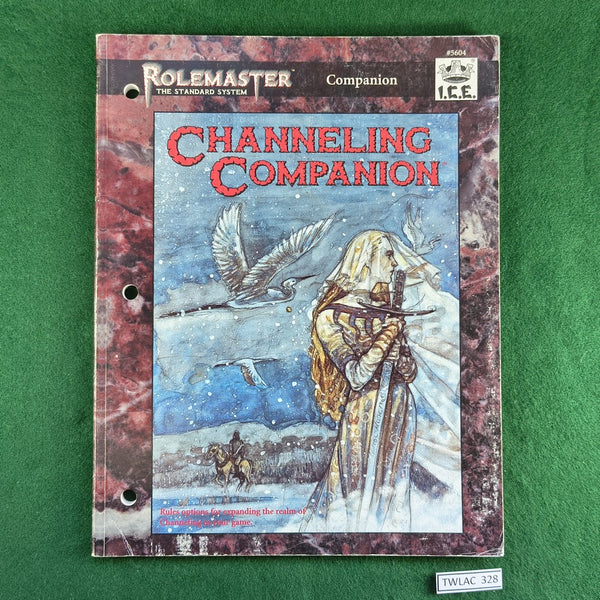 #5604
ROLEMASTER
THE STANDARD SYSTEM
Companion
I.C.E.
CHANNELING
COMPANION
Rules options for expanding the realm of
Channeling in your game.
TWLAC 328